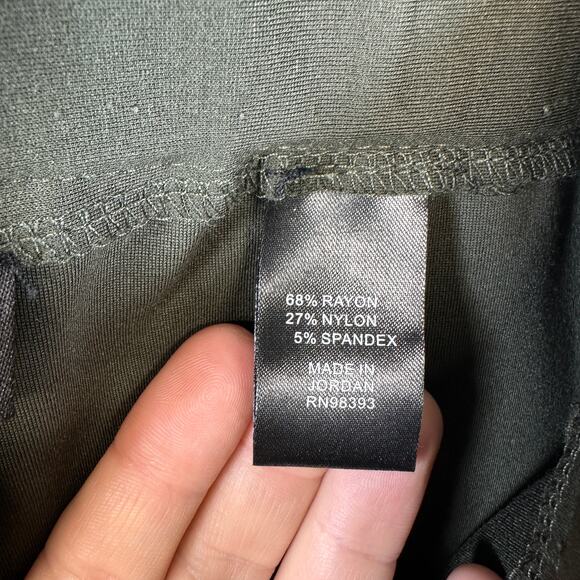 68% RAYON
27% NYLON
5% SPANDEX
MADE IN
JORDAN
RN98393